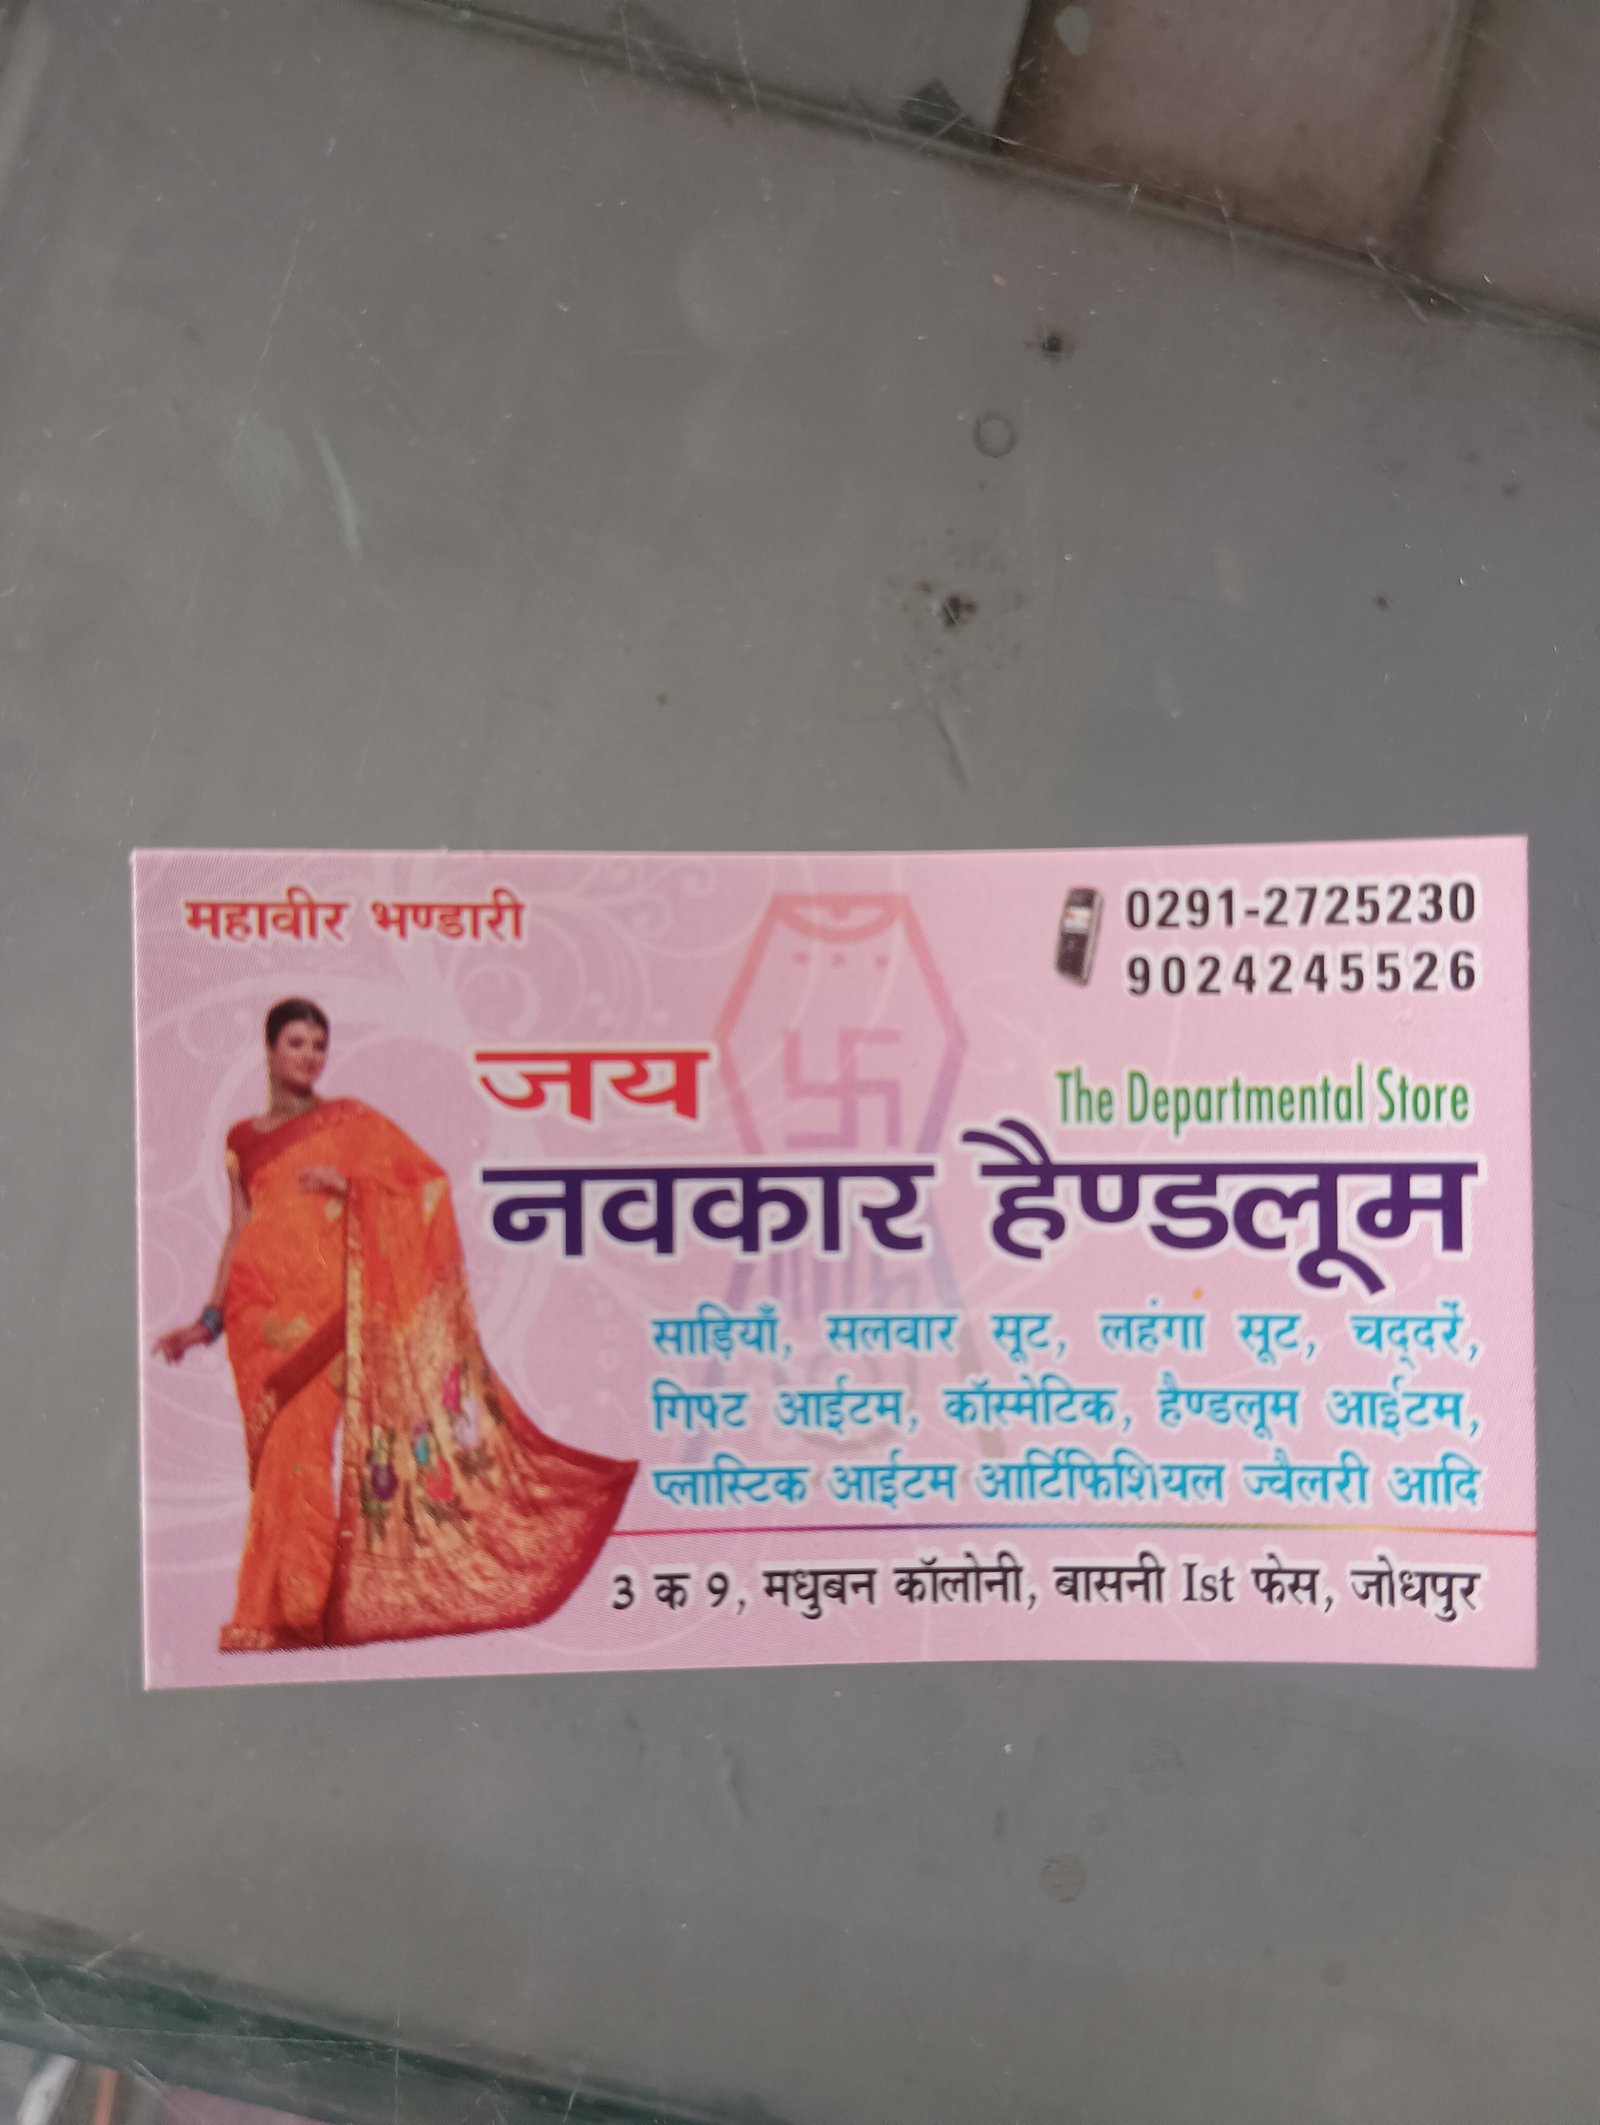 महावीर भण्डारी
0291-2725230
9024245526
जय
The Departmental Store
नवकार हैण्डलूम
साड़ियाँ, सलवार सूट, लहंगा सूट, चद्‌दरें,
गिफ्ट आईटम, कॉस्मेटिक, हैण्डलूम आईटम,
प्लास्टिक आईटम आर्टिफिशियल ज्वैलरी आदि
3 क 9, मधुबन कॉलोनी, बासनी Ist फेस, जोधपुर